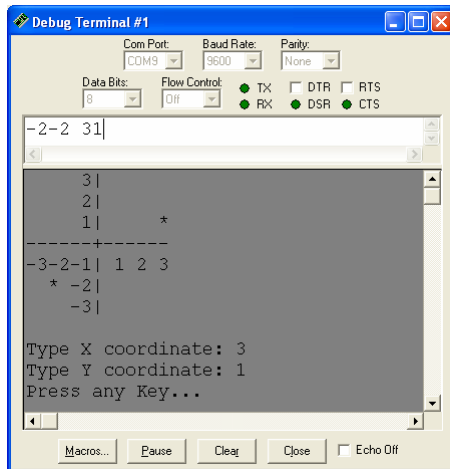 Debug Terminal #1
Com Port: Baud Rate: Parity:
COM9 9600 None
Data Bits: Flow Control: TX DTR RTS
8 Off RX DSR CTS
-2-2 31
3|
2|
1|     *
------+------
-3-2-1| 1 2 3
* -2|
-3|
Type X coordinate: 3
Type Y coordinate: 1
Press any Key...
Macros... Pause Clear Close Echo Off